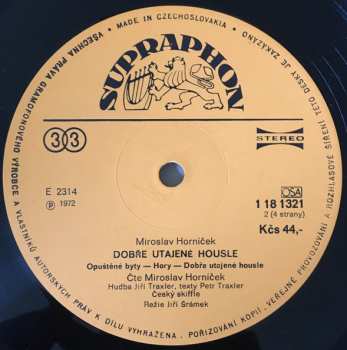 • MADE IN CZECHOSLOVAKIA •
VŠECHNA PRÁVA GRAMOFONOVÉHO VÝROBCE A VLASTNÍKŮ AUTORSKÝCH PRÁV K DÍLU VYHRAŽENA. POŘIZOVÁNÍ KOPIÍ, VEŘEJNÉ PROVOZOVÁNÍ A ROZHLASOVÉ ŠÍŘENÍ TÉTO DESKY JE ZAKÁZÁNO
SUPRAPHON
33
STEREO
E 2314
Ⓟ 1972
OSA
1 18 1321
2 (4 strany)
Kčs 44,-
Miroslav Horníček
DOBŘE UTAJENÉ HOUSLE
Opuštěné byty — Hory — Dobře utajené housle
Čte Miroslav Horníček
Hudba Jiří Traxler, texty Petr Traxler
Český skiffle
Režie Jiří Šrámek